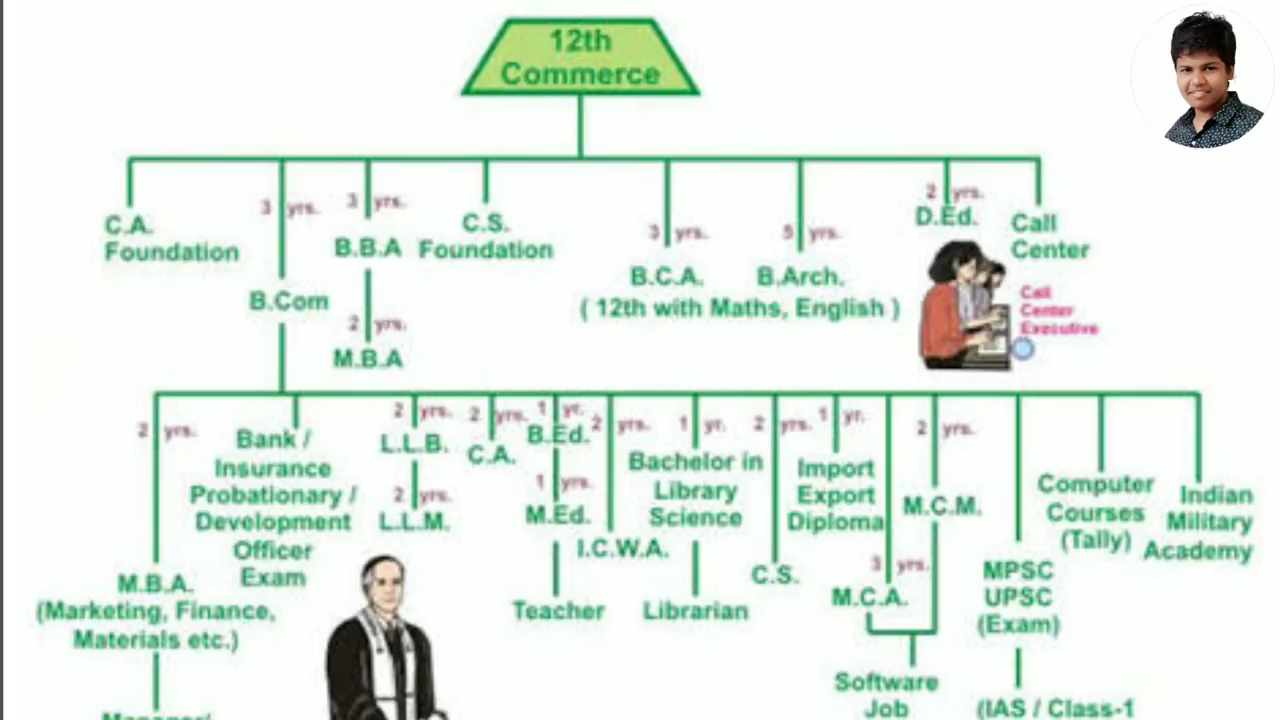 12th
Commerce
C.A.
Foundation
3 yrs.
B.Com
3 yrs.
B.B.A
2 yrs.
M.B.A
C.S.
Foundation
3 yrs.
B.C.A.
5 yrs.
B.Arch.
( 12th with Maths, English )
2 yrs.
D.Ed.
Call
Center
Call
Center
Executive
2 yrs.
M.B.A.
(Marketing, Finance,
Materials etc.)
Manager/
Bank /
Insurance
Probationary /
Development
Officer
Exam
2 yrs.
L.L.B.
2 yrs.
L.L.M.
2 yrs.
C.A.
1 yr.
B.Ed.
1 yrs.
M.Ed.
Teacher
2 yrs.
I.C.W.A.
1 yr.
Bachelor in
Library
Science
Librarian
2 yrs.
C.S.
1 yr.
Import
Export
Diploma
3 yrs.
M.C.A.
2 yrs.
M.C.M.
Software
Job
MPSC
UPSC
(Exam)
(IAS / Class-1
Computer
Courses
(Tally)
Indian
Military
Academy